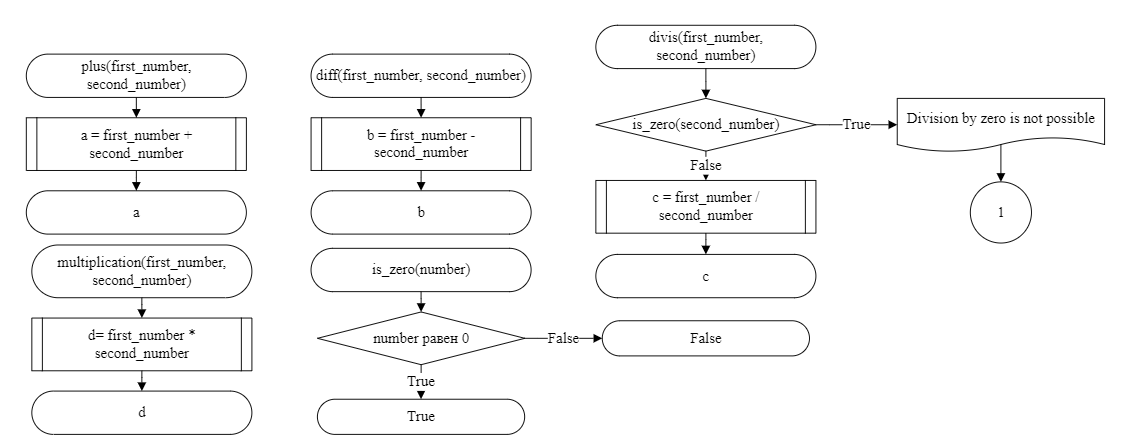 plus(first_number,
second_number)
a = first_number +
second_number
a
multiplication(first_number,
second_number)
d= first_number *
second_number
d
diff(first_number, second_number)
b = first_number -
second_number
b
is_zero(number)
number равен 0
False
False
True
True
divis(first_number,
second_number)
is_zero(second_number)
True
Division by zero is not possible
1
False
c = first_number /
second_number
c